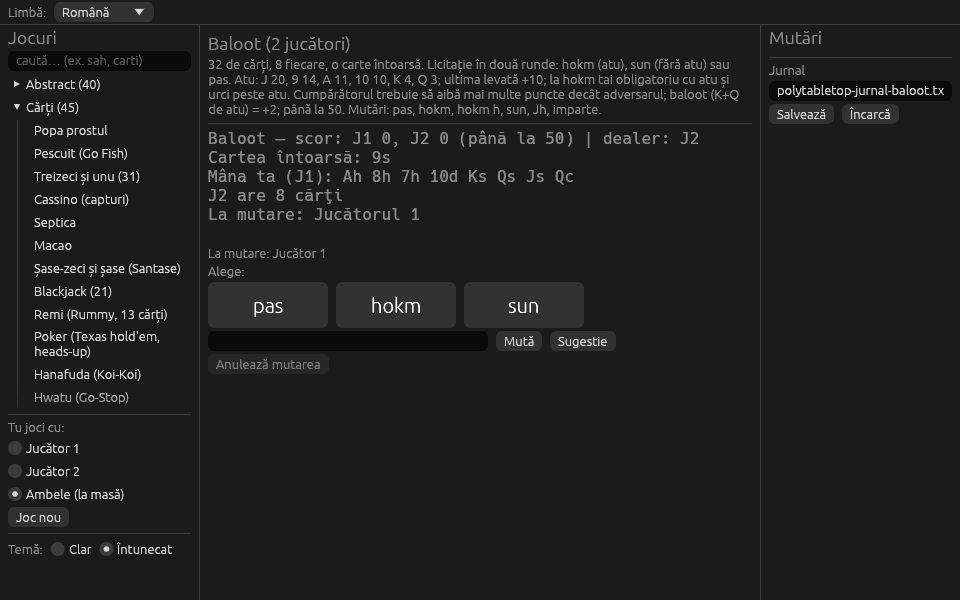 Limbă: Română
Jocuri
caută... (ex. sah, carti)
Abstract (40)
Cărți (45)
Popa prostul
Pescuit (Go Fish)
Treizeci și unu (31)
Cassino (capturi)
Septica
Macao
Șase-zeci și șase (Santase)
Blackjack (21)
Remi (Rummy, 13 cărți)
Poker (Texas hold'em, heads-up)
Hanafuda (Koi-Koi)
Hwatu (Go-Stop)
Tu joci cu:
Jucător 1
Jucător 2
Ambele (la masă)
Joc nou
Temă: Clar Întunecat
Baloot (2 jucători)
32 de cărți, 8 fiecare, o carte întoarsă. Licitație în două runde: hokm (atu), sun (fără atu) sau
pas. Atu: J 20, 9 14, A 11, 10 10, K 4, Q 3; ultima levată +10; la hokm tai obligatoriu cu atu și
urci peste atu. Cumpărătorul trebuie să aibă mai multe puncte decât adversarul; baloot (K+Q
de atu) = +2; până la 50. Mutări: pas, hokm, hokm h, sun, Jh, imparte.
Baloot — scor: J1 0, J2 0 (până la 50) | dealer: J2
Cartea întoarsă: 9s
Mâna ta (J1): Ah 8h 7h 10d Ks Qs Js Qc
J2 are 8 cărți
La mutare: Jucătorul 1
La mutare: Jucător 1
Alege:
pas hokm sun
Mută Sugestie
Anulează mutarea
Mutări
Jurnal
polytabletop-jurnal-baloot.tx
Salvează Încarcă